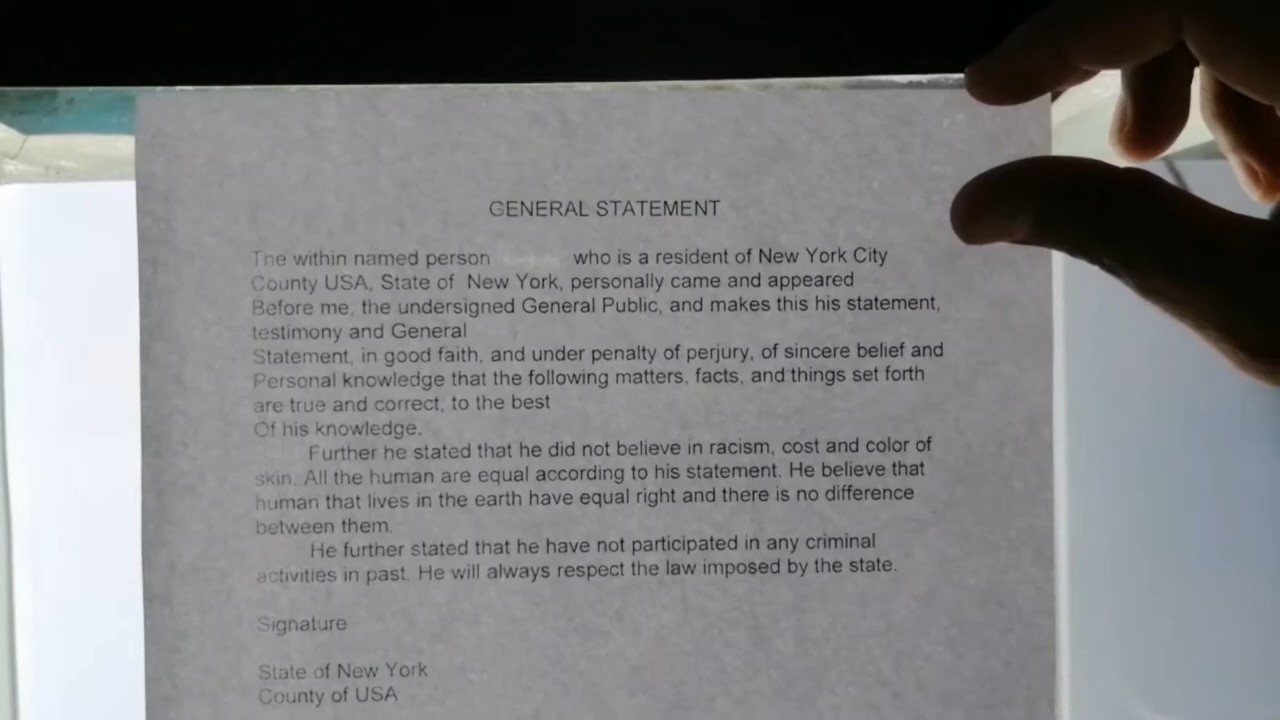 GENERAL STATEMENT
The within named person who is a resident of New York City
County USA, State of New York, personally came and appeared
Before me, the undersigned General Public, and makes this his statement,
testimony and General
Statement, in good faith, and under penalty of perjury, of sincere belief and
Personal knowledge that the following matters, facts, and things set forth
are true and correct, to the best
Of his knowledge.
Further he stated that he did not believe in racism, cost and color of
skin. All the human are equal according to his statement. He believe that
human that lives in the earth have equal right and there is no difference
between them.
He further stated that he have not participated in any criminal
activities in past. He will always respect the law imposed by the state.
Signature
State of New York
County of USA